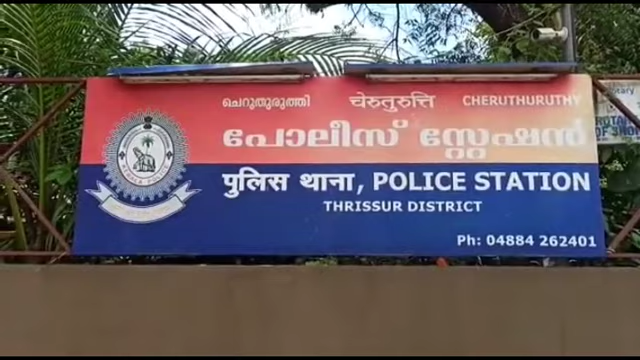 ചെറുതുരുത്തി चेरुतुरुत्ति CHERUTHURUTHY
പോലീസ് സ്റ്റേഷൻ
पुलिस थाना, POLICE STATION
THRISSUR DISTRICT
Ph: 04884 262401